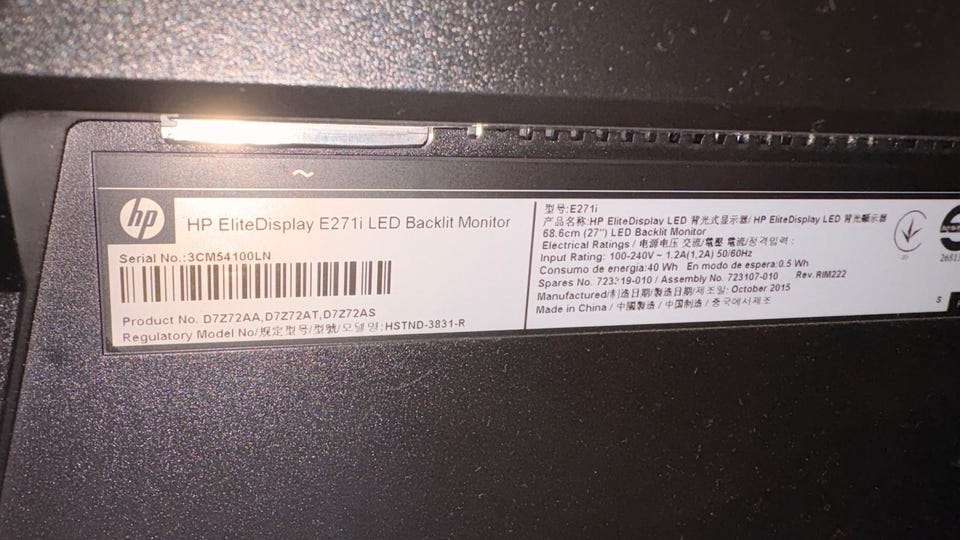 ~
hp
HP EliteDisplay E271i LED Backlit Monitor
Serial No.:3CM54100LN
Product No. D7Z72AA,D7Z72AT,D7Z72AS
Regulatory Model No/规定型号/型號/모델명:HSTND-3831-R
型号:E271i
产品名称:HP EliteDisplay LED 背光式显示器/ HP EliteDisplay LED 背光顯示器
68.6cm (27") LED Backlit Monitor
Electrical Ratings / 电源电压 交流/電壓 電流/정격입력 :
Input Rating: 100-240V ~ 1.2A(1,2A) 50/60Hz
Consumo de energia:40 Wh En modo de espera:0.5 Wh
Spares No. 723319-010 / Assembly No. 723107-010 Rev.RIM222
Manufactured/制造日期/製造日期/제조일: October 2015
Made in China / 中國製造 / 中国制造 / 중국에서제조
S